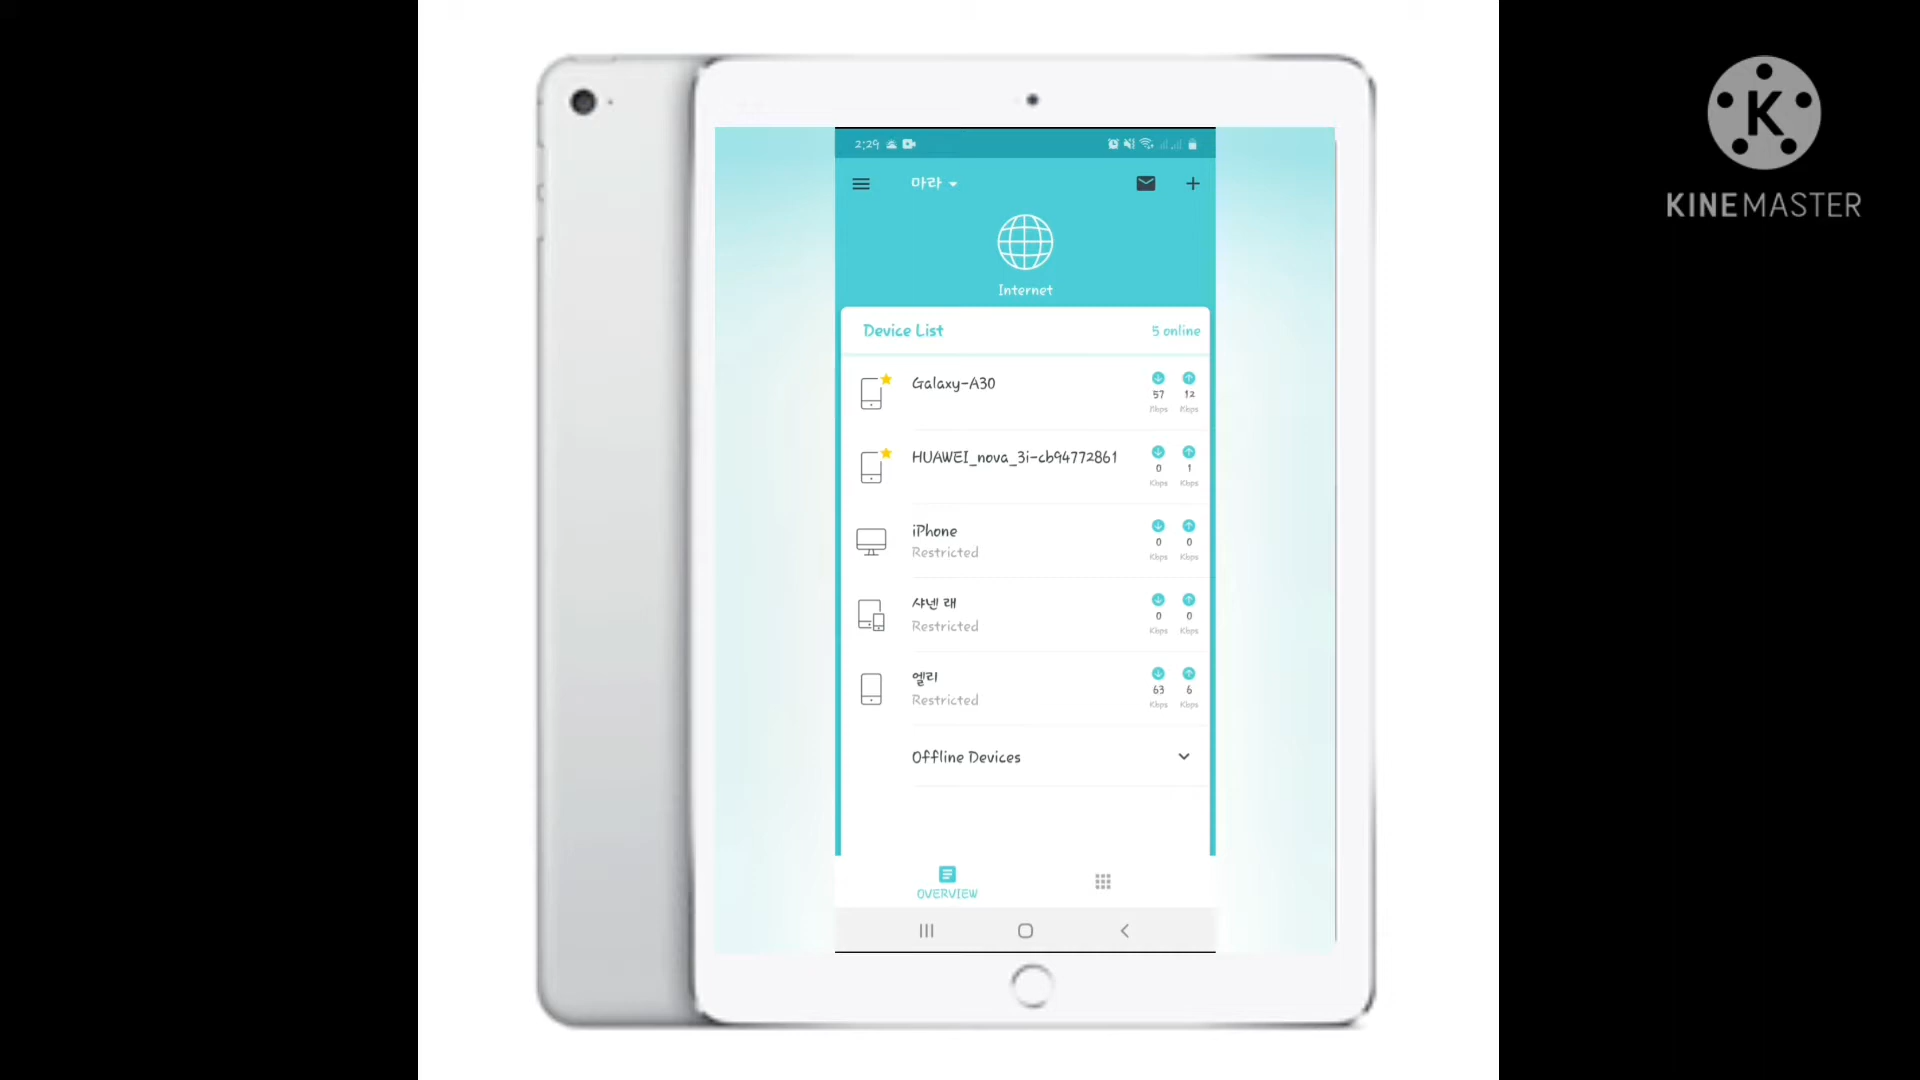 K
KINEMASTER
2:29
마라
Internet
Device List
5 online
Galaxy-A30
57
12
Kbps
Kbps
HUAWEI_nova_3i-cb94772861
0
1
Kbps
Kbps
iPhone
Restricted
0
0
Kbps
Kbps
샤넨 래
Restricted
0
0
Kbps
Kbps
엘리
Restricted
63
6
Kbps
Kbps
Offline Devices
OVERVIEW